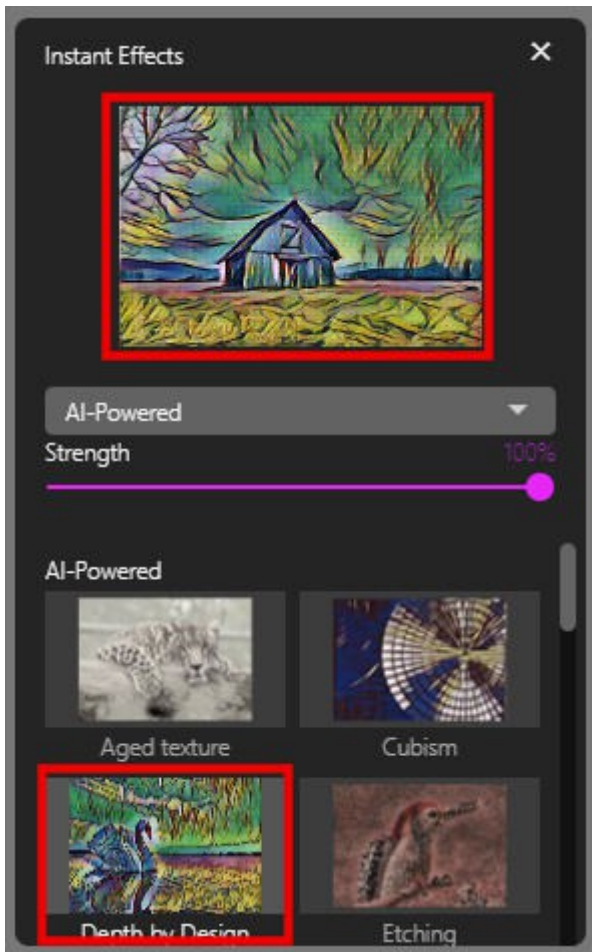 Instant Effects
AI-Powered
Strength 100%
AI-Powered
Aged texture Cubism
Depth by Design Etching